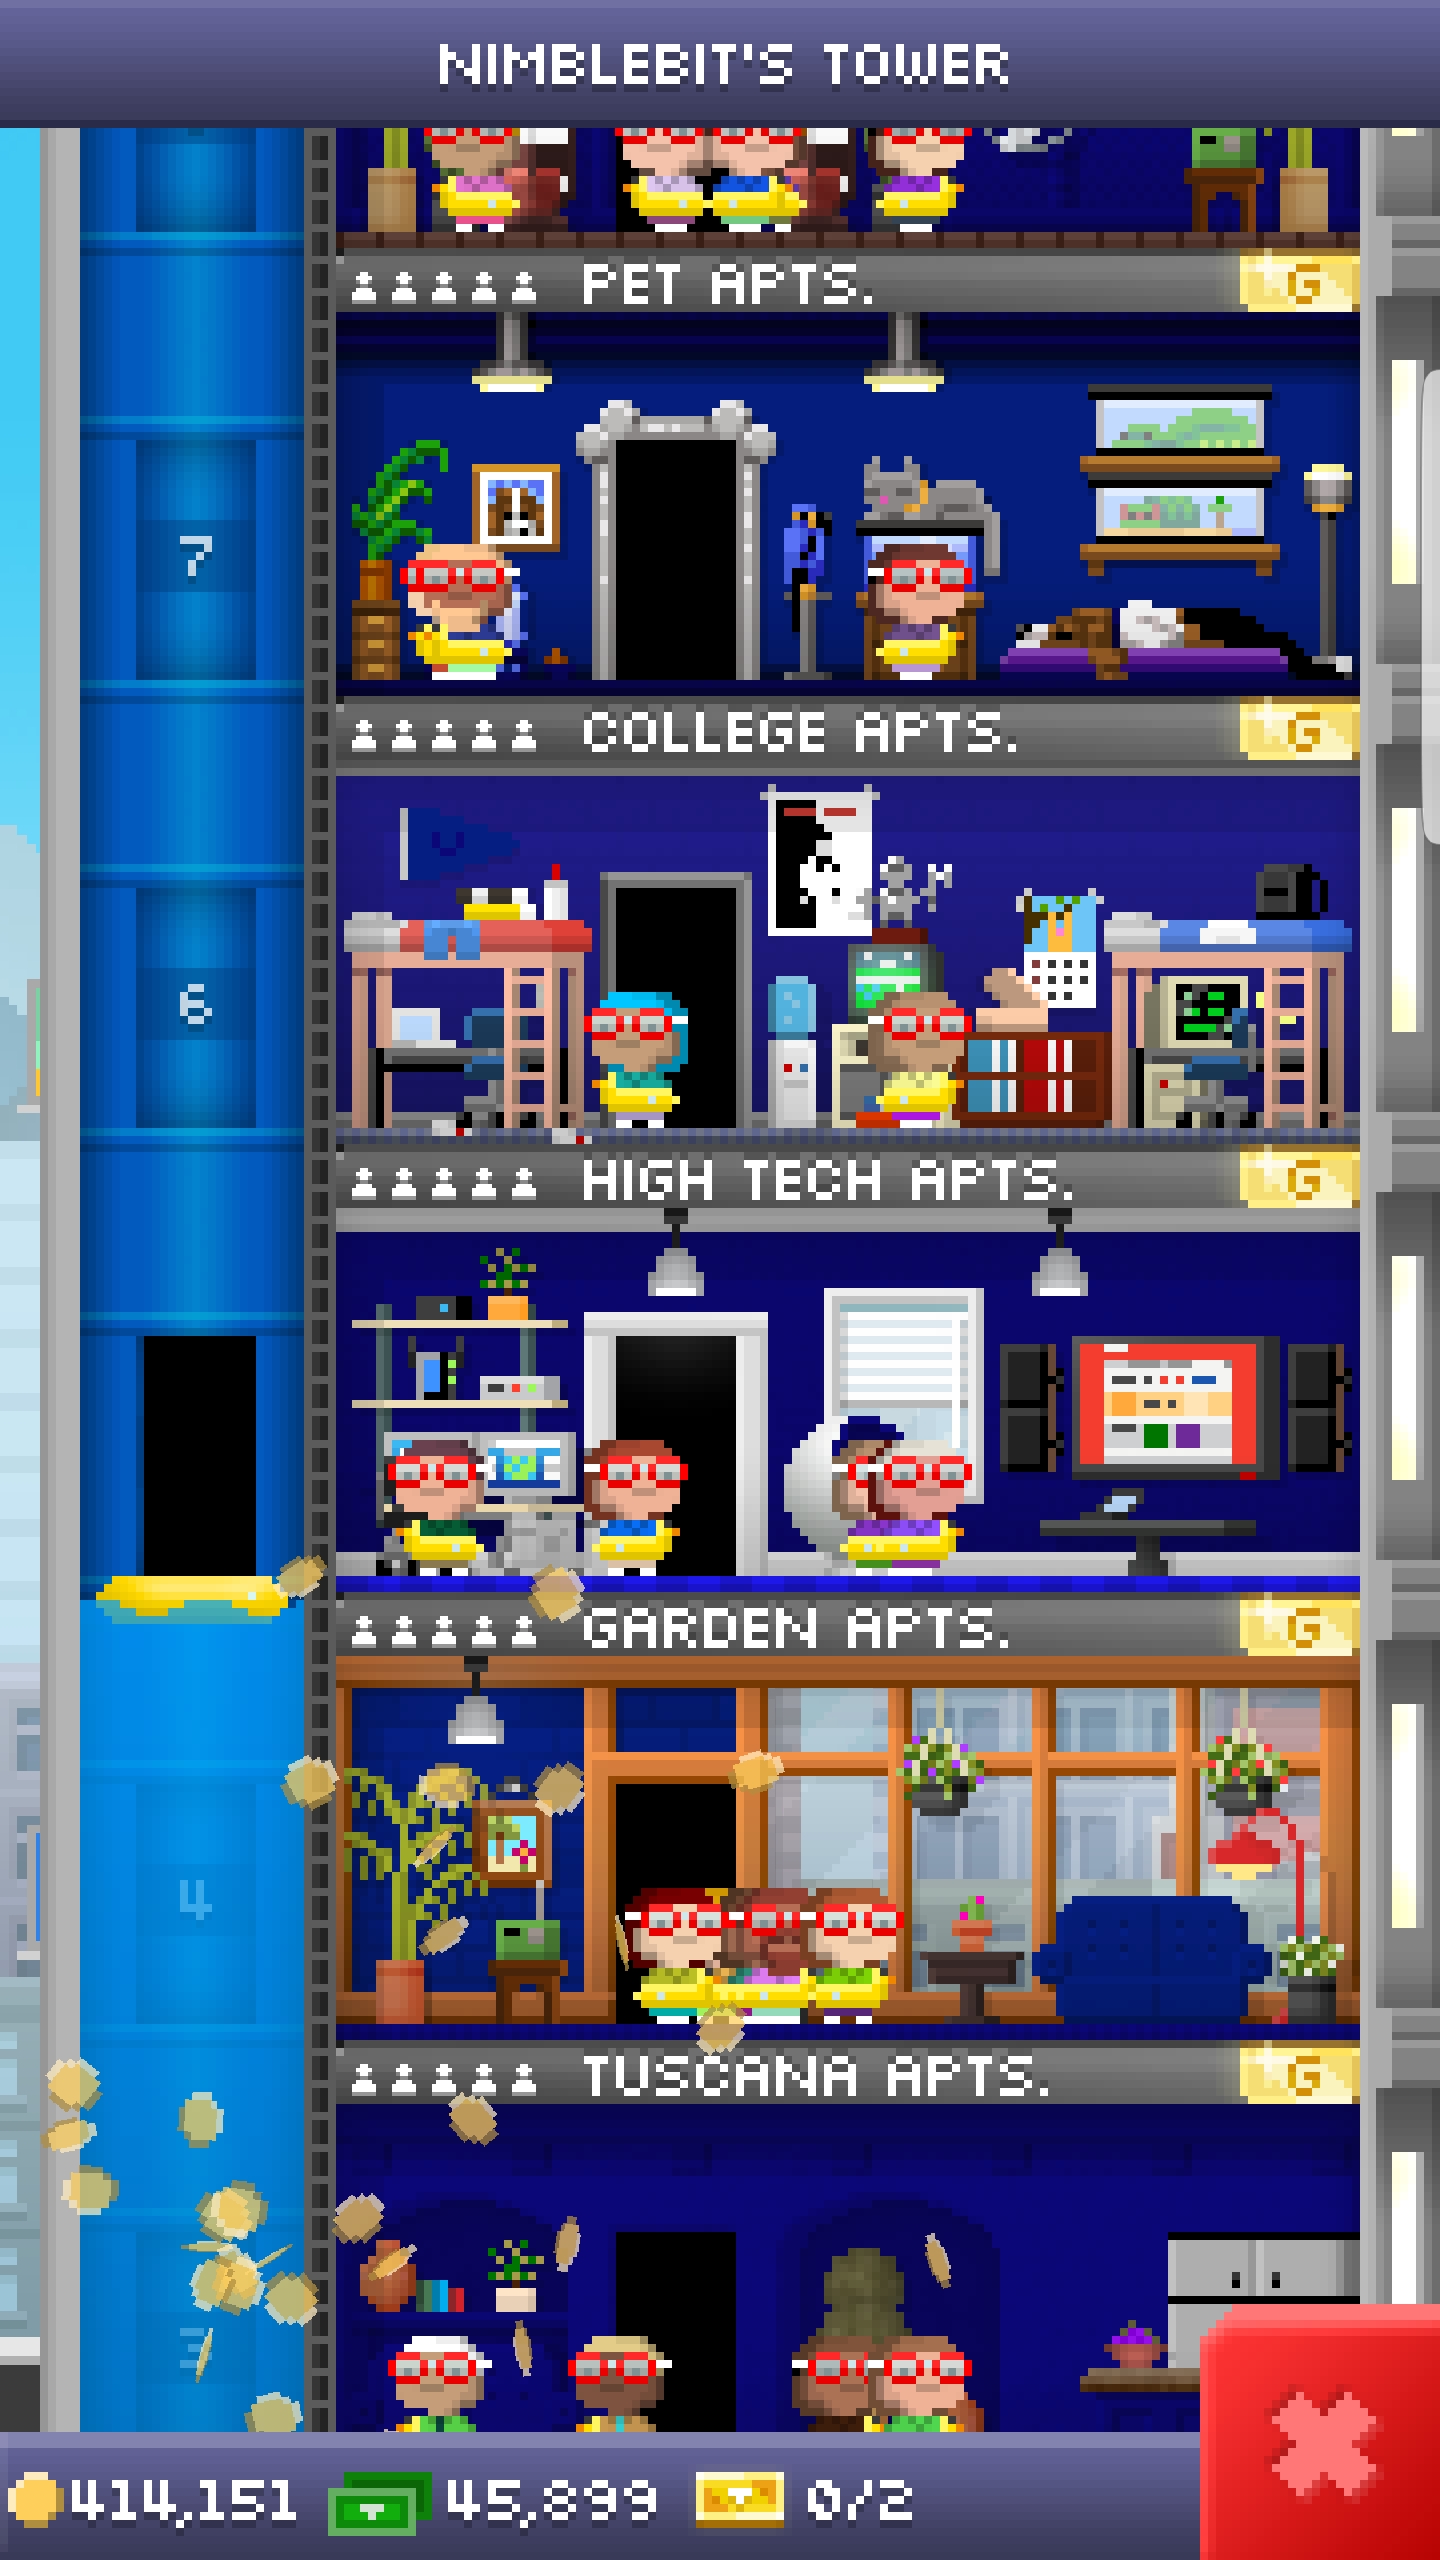 NIMBLEBIT'S TOWER
PET APTS. G
7
COLLEGE APTS. G
6
HIGH TECH APTS. G
GARDEN APTS. G
4
TUSCANA APTS. G
3
414,151 45,899 0/2